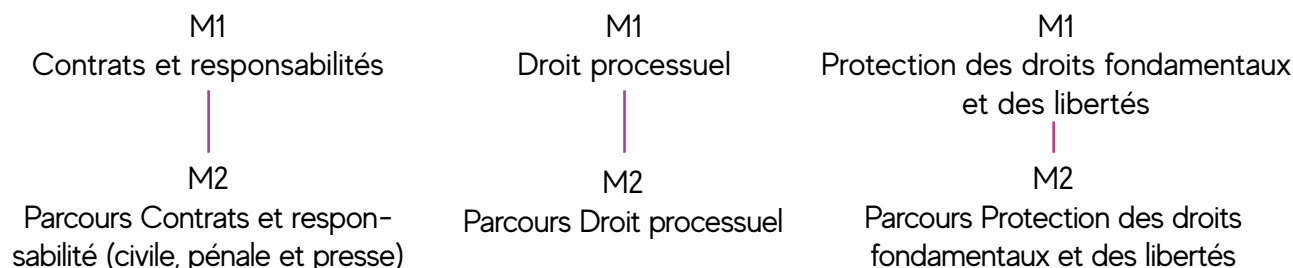 M1
Contrats et responsabilités
M2
Parcours Contrats et respon-
sabilité (civile, pénale et presse)
M1
Droit processuel
M2
Parcours Droit processuel
M1
Protection des droits fondamentaux
et des libertés
M2
Parcours Protection des droits
fondamentaux et des libertés